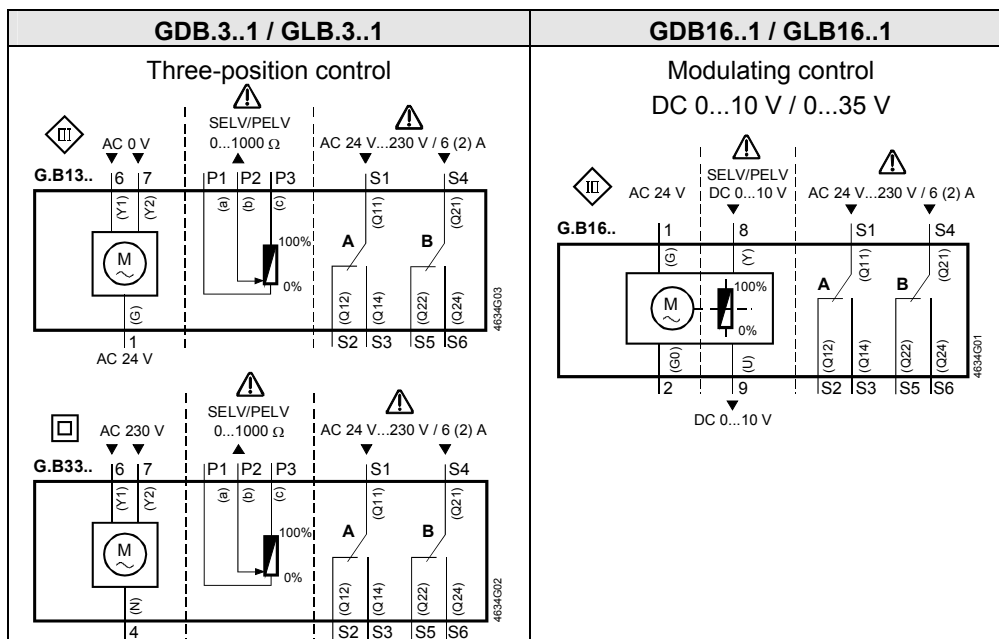 GDB.3..1 / GLB.3..1
GDB16..1 / GLB16..1
Three-position control
SELV/PELV
AC 0 V
0...1000 Ω
AC 24 V...230 V / 6 (2) A
G.B13..
6 7
P1 P2 P3
S1
S4
(Y1)
(Y2)
(a)
(b)
(c)
(Q11)
(Q21)
M
100%
0%
A
B
(G)
(Q12)
(Q14)
(Q22)
(Q24)
1
S2 S3
S5 S6
AC 24 V
4634G03
SELV/PELV
AC 230 V
0...1000 Ω
AC 24 V...230 V / 6 (2) A
G.B33..
6 7
P1 P2 P3
S1
S4
(Y1)
(Y2)
(a)
(b)
(c)
(Q11)
(Q21)
M
100%
0%
A
B
(N)
(Q12)
(Q14)
(Q22)
(Q24)
4
S2 S3
S5 S6
4634G02
Modulating control
DC 0...10 V / 0...35 V
SELV/PELV
AC 24 V
DC 0...10 V
AC 24 V...230 V / 6 (2) A
G.B16..
1
8
S1
S4
(G)
(Y)
(Q11)
(Q21)
M
100%
0%
A
B
(G0)
(U)
(Q12)
(Q14)
(Q22)
(Q24)
2
9
S2 S3
S5 S6
DC 0...10 V
4634G01